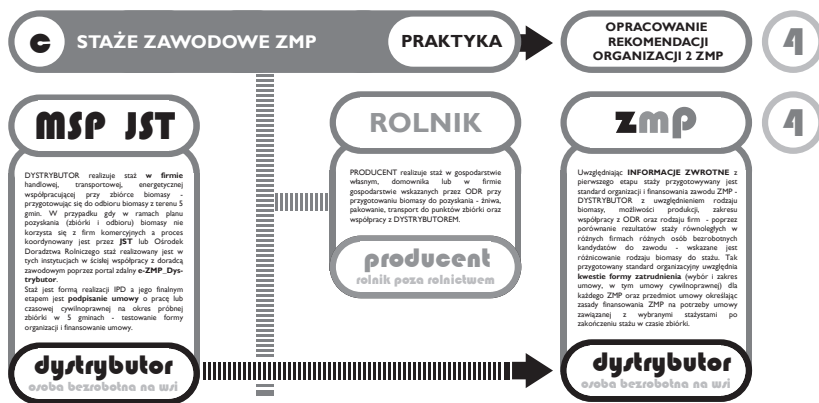 c STAŻE ZAWODOWE ZMP PRAKTYKA
OPRACOWANIE
REKOMENDACJI
ORGANIZACJI 2 ZMP
4
MSP JST
DYSTRYBUTOR realizuje staż w firmie
handlowej, transportowej, energetycznej
współpracującej przy zbiórce biomasy -
przygotowując się do odbioru biomasy z terenu 5
gmin. W przypadku gdy w ramach planu
pozyskania (zbiórki i odbioru) biomasy nie
korzysta się z firm komercyjnych a proces
koordynowany jest przez JST lub Ośrodek
Doradztwa Rolniczego staż realizowany jest w
tych instytucjach w ścisłej współpracy z doradcą
zawodowym poprzez portal zdalny e-ZMP_Dys-
trybutor.
Staż jest formą realizacji IPD a jego finalnym
etapem jest podpisanie umowy o pracę lub
czasowej cywilnoprawnej na okres próbnej
zbiórki w 5 gminach - testowanie formy
organizacji i finansowanie umowy.
dystrybutor
osoba bezrobotna na wsi
ROLNIK
PRODUCENT realizuje staż w gospodarstwie
własnym, domownika lub w firmie
gospodarstwie wskazanych przez ODR przy
przygotowaniu biomasy do pozyskania - żniwa,
pakowanie, transport do punktów zbiórki oraz
współpracy z DYSTRYBUTOREM.
producent
rolnik poza rolnictwem
zmp
4
Uwzględniając INFORMACJE ZWROTNE z
pierwszego etapu staży przygotowywany jest
standard organizacji i finansowania zawodu ZMP -
DYSTRYBUTOR z uwzględnieniem rodzaju
biomasy, możliwości produkcji, zakresu
współpracy z ODR oraz rodzaju firm - poprzez
porównanie rezultatów staży równoległych w
różnych firmach różnych osób bezrobotnych
kandydatów do zawodu - wskazane jest
różnicowanie rodzaju biomasy do stażu. Tak
przygotowany standard organizacyjny uwzględnia
kwestie formy zatrudnienia (wybór i zakres
umowy, w tym umowy cywilnoprawnej) dla
każdego ZMP oraz przedmiot umowy określając
zasady finansowania ZMP na potrzeby umowy
zawiązanej z wybranymi stażystami po
zakończeniu stażu w czasie zbiórki.
dystrybutor
osoba bezrobotna na wsi